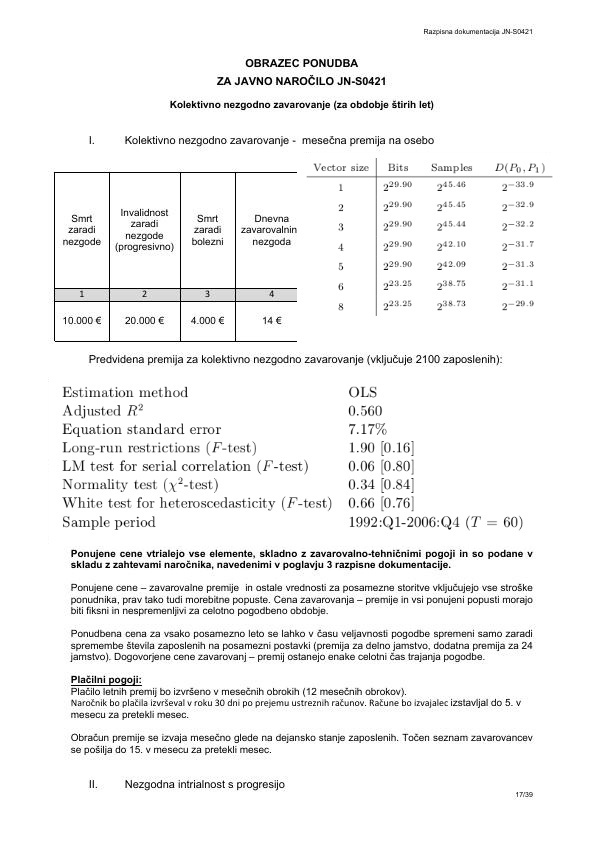 Razpisna dokumentacija JN-S0421
OBRAZEC PONUDBA
ZA JAVNO NAROČILO JN-S0421
Kolektivno nezgodno zavarovanje (za obdobje štirih let)
I. Kolektivno nezgodno zavarovanje - mesečna premija na osebo
Smrt
zaradi
nezgode
Invalidnost
zaradi
nezgode
(progresivno)
Smrt
zaradi
bolezni
Dnevna
zavarovalnin
nezgoda
1 2 3 4
10.000 € 20.000 € 4.000 € 14 €
Vector size Bits Samples D(P₀, P₁)
1 2^29.90 2^45.46 2^−33.9
2 2^29.90 2^45.45 2^−32.9
3 2^29.90 2^45.44 2^−32.2
4 2^29.90 2^42.10 2^−31.7
5 2^29.90 2^42.09 2^−31.3
6 2^23.25 2^38.75 2^−31.1
8 2^23.25 2^38.73 2^−29.9
Predvidena premija za kolektivno nezgodno zavarovanje (vključuje 2100 zaposlenih):
Estimation method OLS
Adjusted R² 0.560
Equation standard error 7.17%
Long-run restrictions (F-test) 1.90 [0.16]
LM test for serial correlation (F-test) 0.06 [0.80]
Normality test (χ²-test) 0.34 [0.84]
White test for heteroscedasticity (F-test) 0.66 [0.76]
Sample period 1992:Q1-2006:Q4 (T = 60)
Ponujene cene vtrialejo vse elemente, skladno z zavarovalno-tehničnimi pogoji in so podane v
skladu z zahtevami naročnika, navedenimi v poglavju 3 razpisne dokumentacije.
Ponujene cene – zavarovalne premije in ostale vrednosti za posamezne storitve vključujejo vse stroške
ponudnika, prav tako tudi morebitne popuste. Cena zavarovanja – premije in vsi ponujeni popusti morajo
biti fiksni in nespremenljivi za celotno pogodbeno obdobje.
Ponudbena cena za vsako posamezno leto se lahko v času veljavnosti pogodbe spremeni samo zaradi
spremembe števila zaposlenih na posamezni postavki (premija za delno jamstvo, dodatna premija za 24
jamstvo). Dogovorjene cene zavarovanj – premij ostanejo enake celotni čas trajanja pogodbe.
Plačilni pogoji:
Plačilo letnih premij bo izvršeno v mesečnih obrokih (12 mesečnih obrokov).
Naročnik bo plačila izvrševal v roku 30 dni po prejemu ustreznih računov. Račune bo izvajalec izstavljal do 5. v
mesecu za pretekli mesec.
Obračun premije se izvaja mesečno glede na dejansko stanje zaposlenih. Točen seznam zavarovancev
se pošilja do 15. v mesecu za pretekli mesec.
II. Nezgodna intrialnost s progresijo
17/39